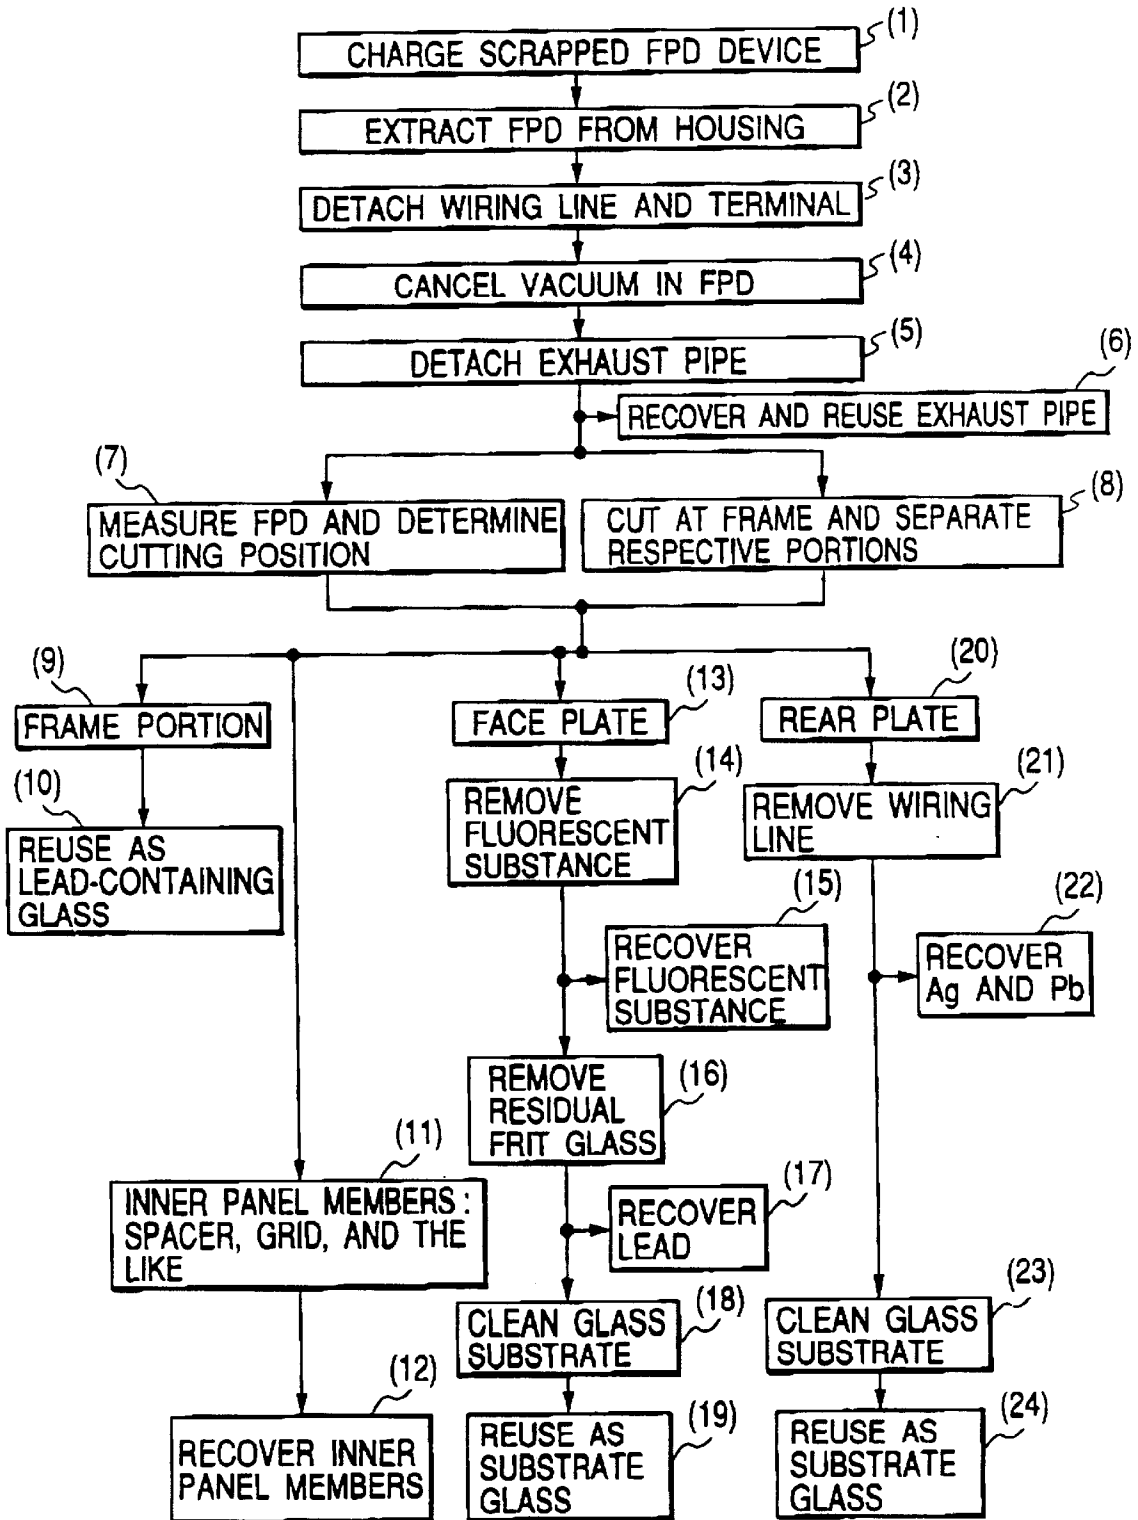 (1)
CHARGE SCRAPPED FPD DEVICE
(2)
EXTRACT FPD FROM HOUSING
(3)
DETACH WIRING LINE AND TERMINAL
(4)
CANCEL VACUUM IN FPD
(5)
DETACH EXHAUST PIPE
(6)
RECOVER AND REUSE EXHAUST PIPE
(7)
MEASURE FPD AND DETERMINE
CUTTING POSITION
(8)
CUT AT FRAME AND SEPARATE
RESPECTIVE PORTIONS
(9)
FRAME PORTION
(10)
REUSE AS
LEAD-CONTAINING
GLASS
(11)
INNER PANEL MEMBERS :
SPACER, GRID, AND THE
LIKE
(12)
RECOVER INNER
PANEL MEMBERS
(13)
FACE PLATE
(14)
REMOVE
FLUORESCENT
SUBSTANCE
(15)
RECOVER
FLUORESCENT
SUBSTANCE
(16)
REMOVE
RESIDUAL
FRIT GLASS
(17)
RECOVER
LEAD
(18)
CLEAN GLASS
SUBSTRATE
(19)
REUSE AS
SUBSTRATE
GLASS
(20)
REAR PLATE
(21)
REMOVE WIRING
LINE
(22)
RECOVER
Ag AND Pb
(23)
CLEAN GLASS
SUBSTRATE
(24)
REUSE AS
SUBSTRATE
GLASS